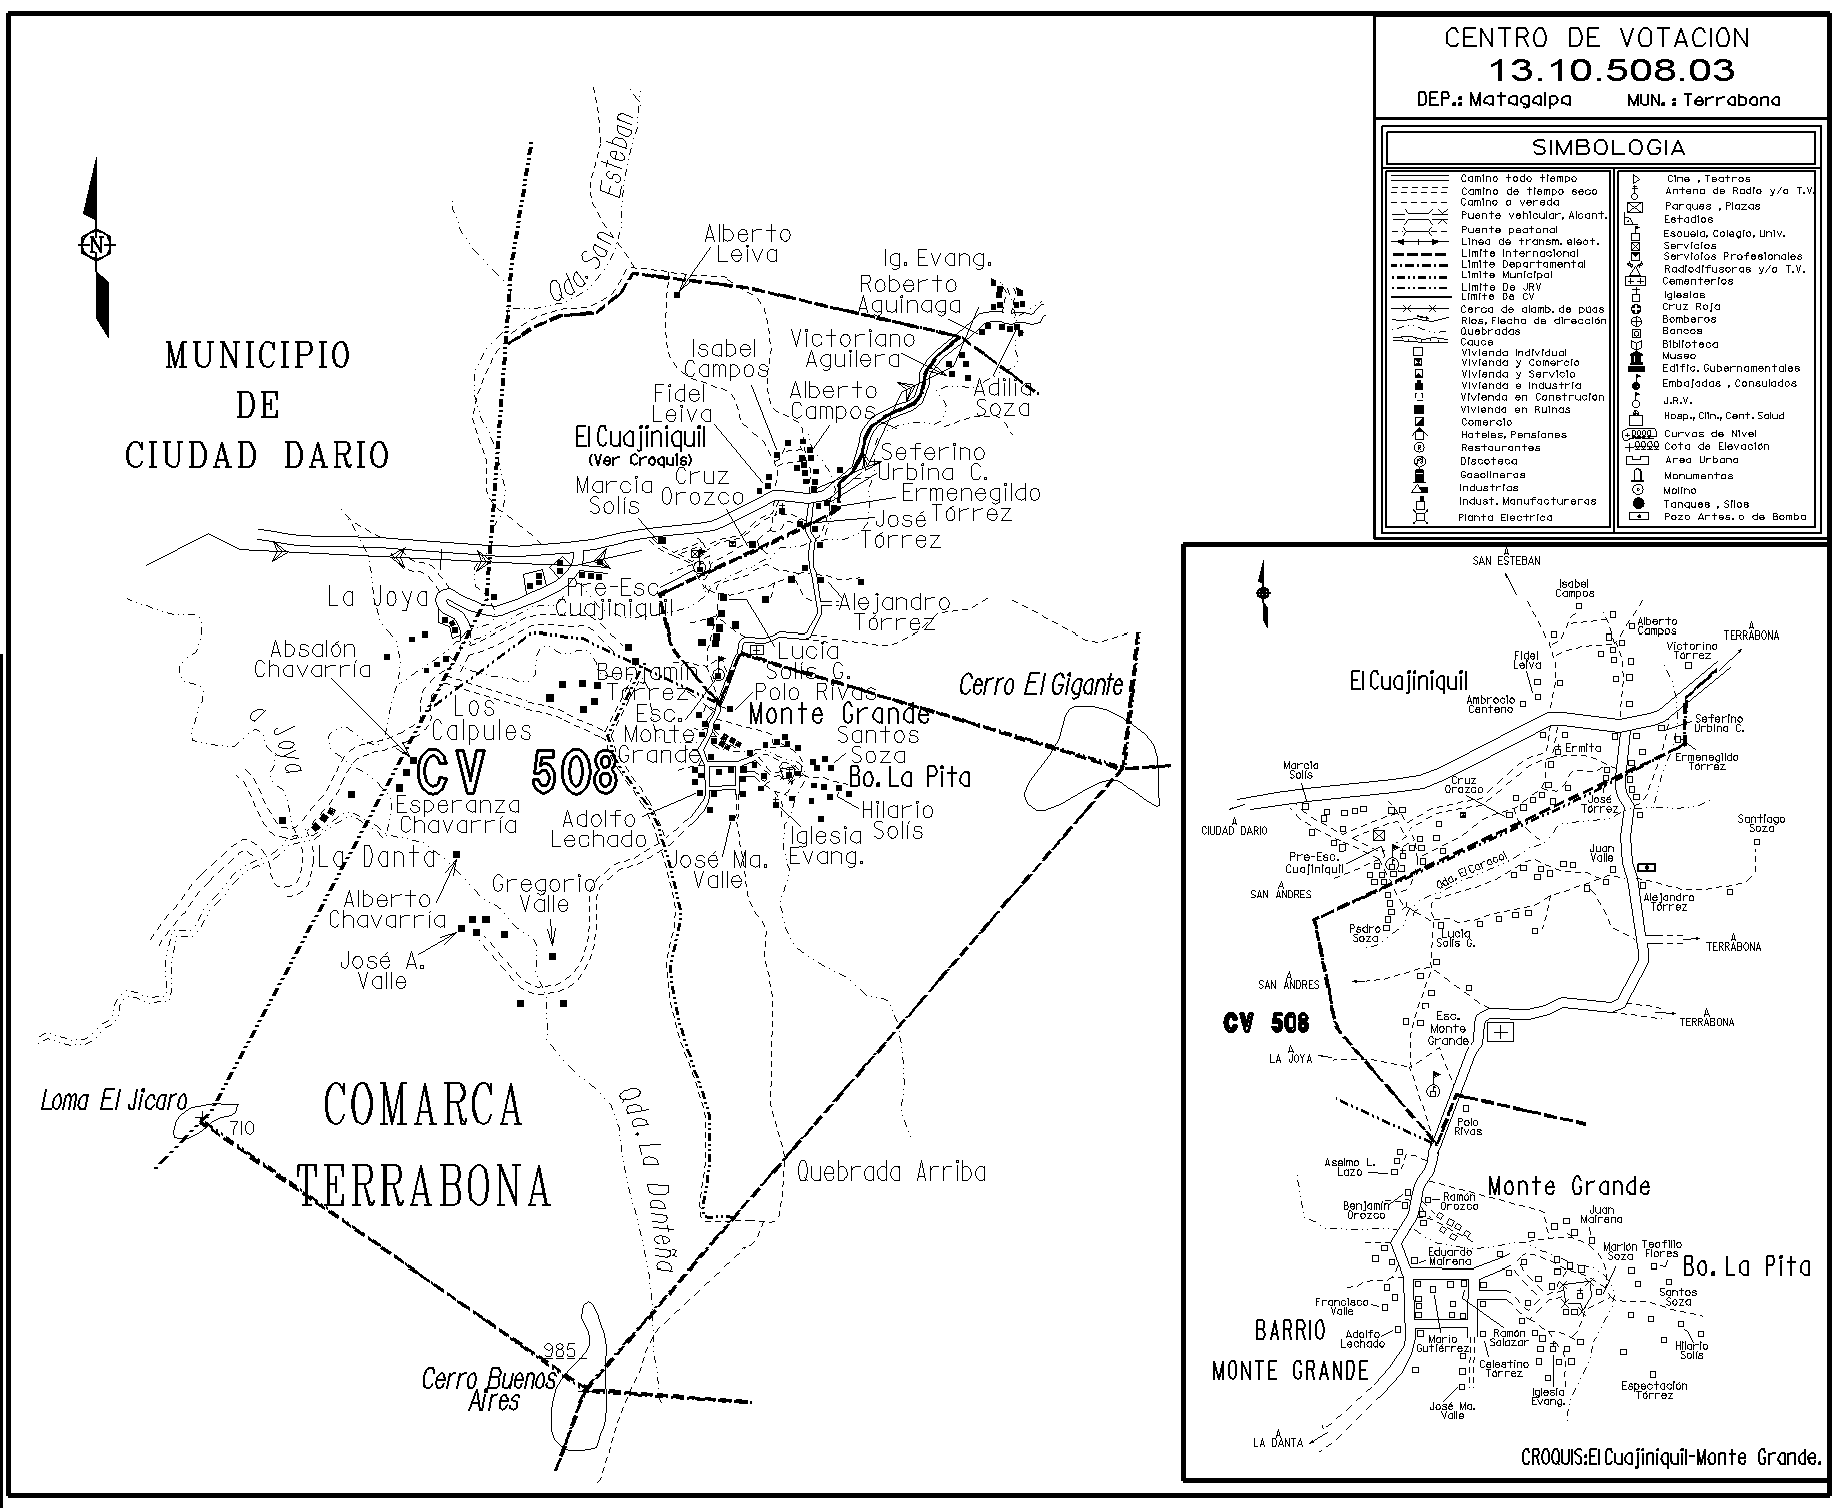 CENTRO DE VOTACION
13.10.508.03
DEP.: Matagalpa MUN.: Terrabona
SIMBOLOGIA
Camino todo tiempo
Camino de tiempo seco
Camino o vereda
Puente vehicular, Alcant.
Puente peatonal
Linea de transm. elect.
Limite Internacional
Limite Departamental
Limite Municipal
Limite De JRV
Limite De CV
Cerca de alamb. de púas
Rios, Flecha de dirección
Quebradas
Cauce
Vivienda Individual
Vivienda y Comercio
Vivienda y Servicio
Vivienda e Industria
Vivienda en Construcion
Vivienda en Ruinas
Comercio
Hoteles, Pensiones
Restaurantes
Discoteca
Gasolineras
Industrias
Indust. Manufactureras
Planta Electrica
Cine , Teatros
Antena de Radio y/o T.V.
Parques , Plazas
Estadios
Escuela, Colegio, Univ.
Servicios
Servicios Profesionales
Radiodifusoras y/o T.V.
Cementerios
Iglesias
Cruz Roja
Bomberos
Bancos
Biblioteca
Museo
Edific. Gubernamentales
Embajadas , Consulados
J.R.V.
Hosp., Clin., Cent. Salud
Curvas de Nivel
Cota de Elevación
Area Urbana
Monumentos
Molino
Tanques , Silos
Pozo Artes. o de Bomba
N
MUNICIPIO
DE
CIUDAD DARIO
Qda. San Esteban
Alberto
Leiva
Ig. Evang.
Roberto
Aguinaga
Victoriano
Aguilera
Isabel
Campos
Fidel
Leiva
Alberto
Campos
Adilia
Soza
El Cuajiniquil
(Ver Croquis)
Marcia
Solís
Cruz
Orozco
Seferino
Urbina C.
Ermenegildo
Tórrez
José
Tórrez
La Joya
Pre-Esc.
Cuajiniquil
Alejandro
Tórrez
Absalón
Chavarría
Lucía
Solís G.
Benjamín
Tórrez
Polo Rivas
Cerro El Gigante
Los
Calpules
Esc.
Monte
Grande
Monte Grande
Santos
Soza
Joya
CV 508
Bo. La Pita
Esperanza
Chavarría
Adolfo
Lechado
Hilario
Solís
Iglesia
Evang.
La Danta
José Ma.
Valle
Alberto
Chavarría
Gregorio
Valle
José A.
Valle
Loma El Jicaro
710
COMARCA
TERRABONA
Qda. La Danteña
Quebrada Arriba
985
Cerro Buenos
Aires
SAN ESTEBAN
A
Isabel
Campos
Alberto
Campos
A
TERRABONA
Victorino
Tórrez
Fidel
Leiva
El Cuajiniquil
Ambrocio
Centeno
Seferino
Urbina C.
Ermita
Ermenegildo
Tórrez
Marcia
Solís
Cruz
Orozco
José
Tórrez
A
CIUDAD DARIO
Santiago
Soza
Pre-Esc.
Cuajiniquil
Juan
Valle
Qda. El Caracol
A
SAN ANDRES
Alejandro
Tórrez
Pedro
Soza
Lucía
Solís G.
A
TERRABONA
A
SAN ANDRES
CV 508
Esc.
Monte
Grande
A
TERRABONA
A
LA JOYA
Polo
Rivas
Aselmo L.
Lazo
Monte Grande
Benjamín
Orozco
Ramón
Orozco
Juan
Mairena
Eduardo
Mairena
Marlón
Soza
Teofilo
Flores
Bo. La Pita
Santos
Soza
Francisco
Valle
BARRIO
MONTE GRANDE
Adolfo
Lechado
Mario
Gutiérrez
Ramón
Salazar
Hilario
Solís
Celestino
Tórrez
Iglesia
Evang.
Espectación
Tórrez
José Ma.
Valle
A
LA DANTA
CROQUIS:El Cuajiniquil-Monte Grande.